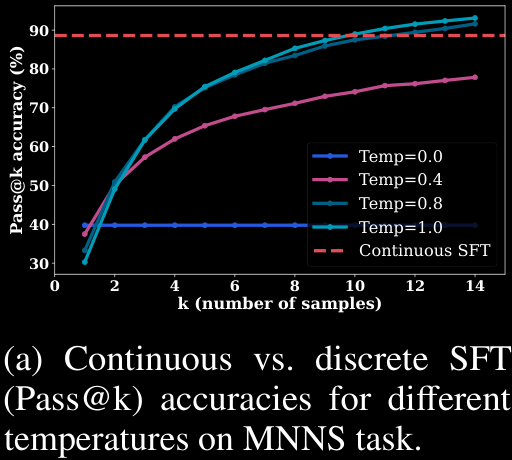 90
80
70
60
50
40
30
0 2 4 6 8 10 12 14
Pass@k accuracy (%)
k (number of samples)
Temp=0.0
Temp=0.4
Temp=0.8
Temp=1.0
Continuous SFT
(a) Continuous vs. discrete SFT
(Pass@k) accuracies for different
temperatures on MNNS task.